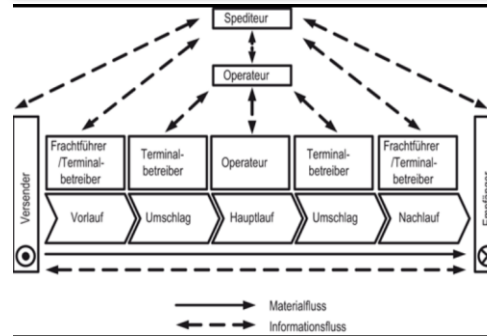 Spediteur
Operateur
Versender
Frachtführer
/Terminal-
betreiber
Terminal-
betreiber
Operateur
Terminal-
betreiber
Frachtführer
/Terminal-
betreiber
Vorlauf
Umschlag
Hauptlauf
Umschlag
Nachlauf
Materialfluss
Informationsfluss